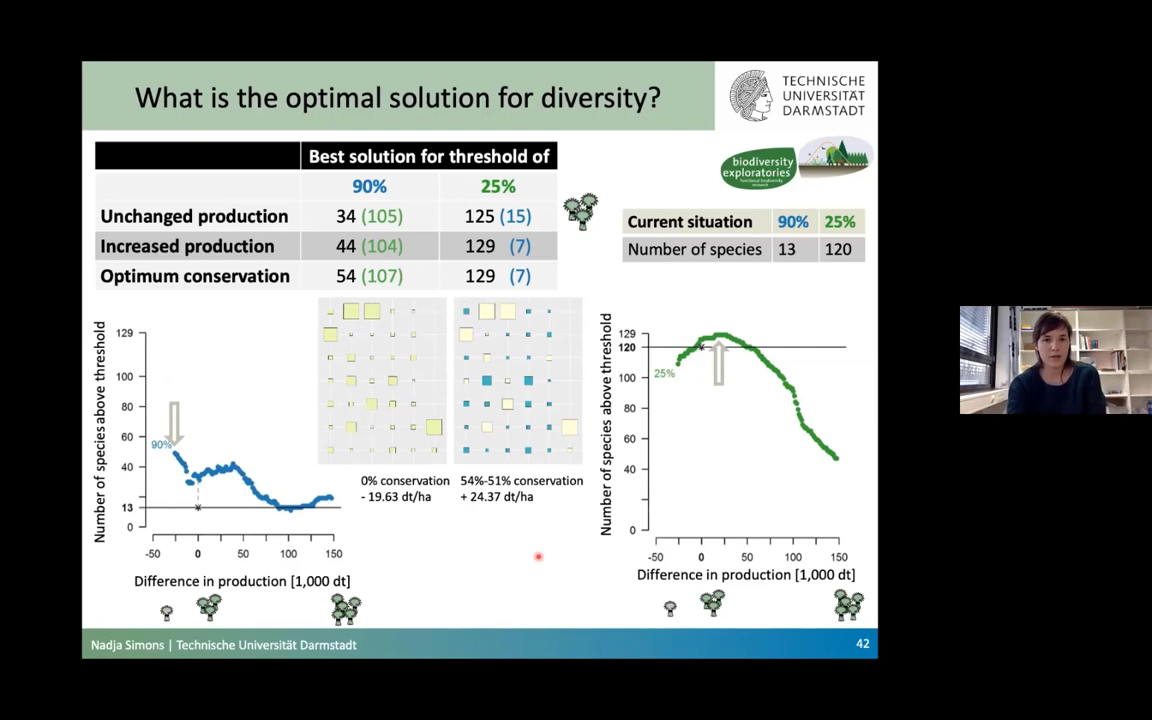 What is the optimal solution for diversity?
TECHNISCHE
UNIVERSITÄT
DARMSTADT
biodiversity
exploratories
Best solution for threshold of
90% 25%
Unchanged production 34 (105) 125 (15)
Increased production 44 (104) 129 (7)
Optimum conservation 54 (107) 129 (7)
Current situation 90% 25%
Number of species 13 120
Number of species above threshold
129
100
80
60
40
13
0
90%
-50 0 50 100 150
Difference in production [1,000 dt]
0% conservation
- 19.63 dt/ha
54%-51% conservation
+ 24.37 dt/ha
Number of species above threshold
129
120
100
80
60
40
0
25%
-50 0 50 100 150
Difference in production [1,000 dt]
Nadja Simons | Technische Universität Darmstadt
42